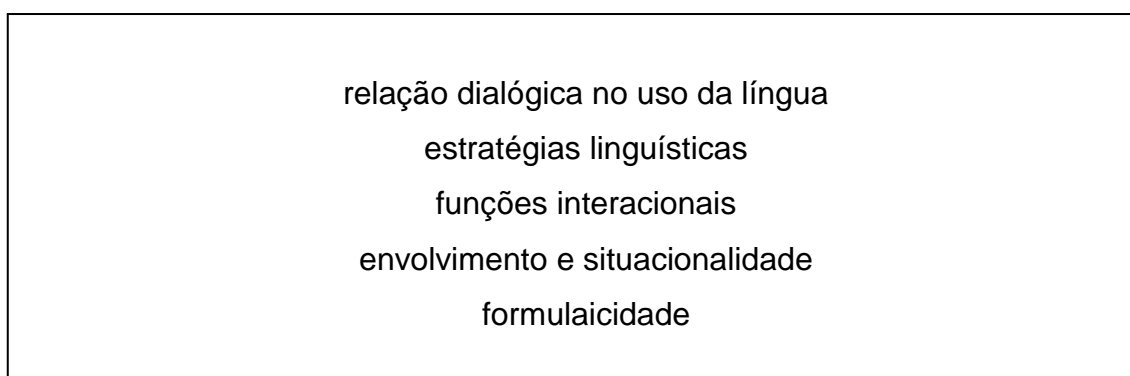 relação dialógica no uso da língua
estratégias linguísticas
funções interacionais
envolvimento e situacionalidade
formulaicidade